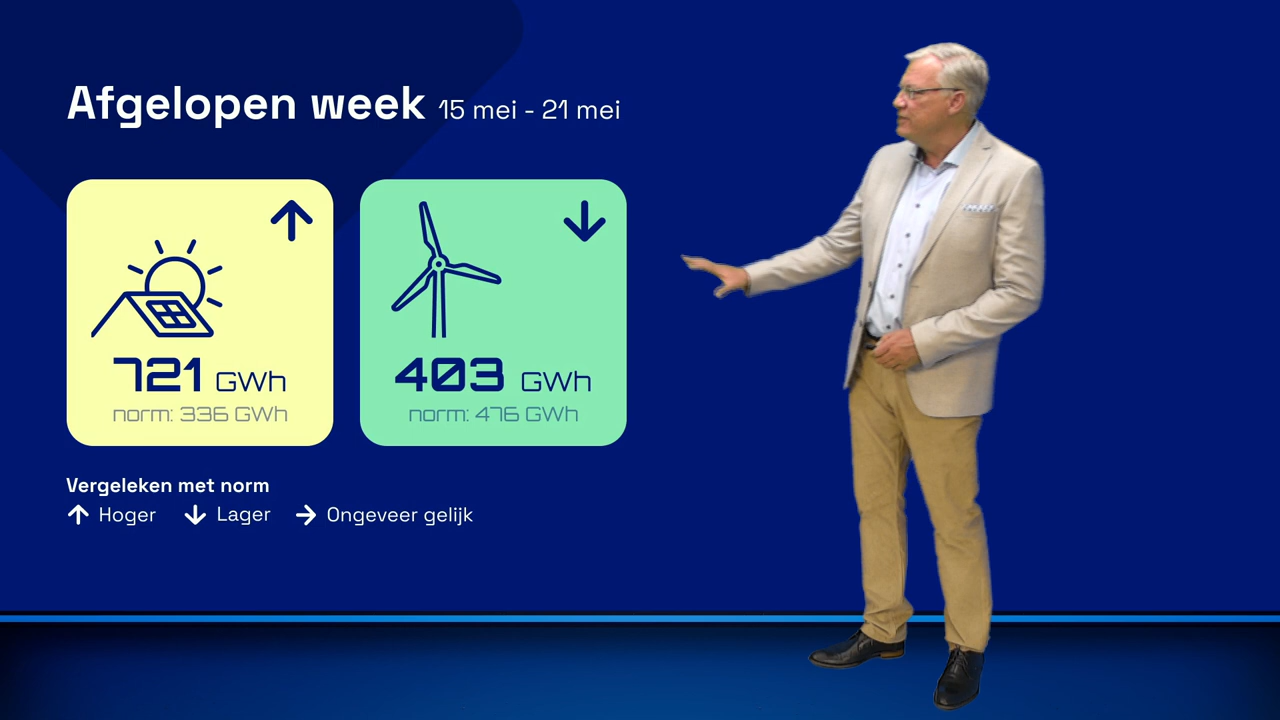 Afgelopen week 15 mei - 21 mei
721 GWh
norm: 336 GWh
403 GWh
norm: 476 GWh
Vergeleken met norm
Hoger Lager Ongeveer gelijk